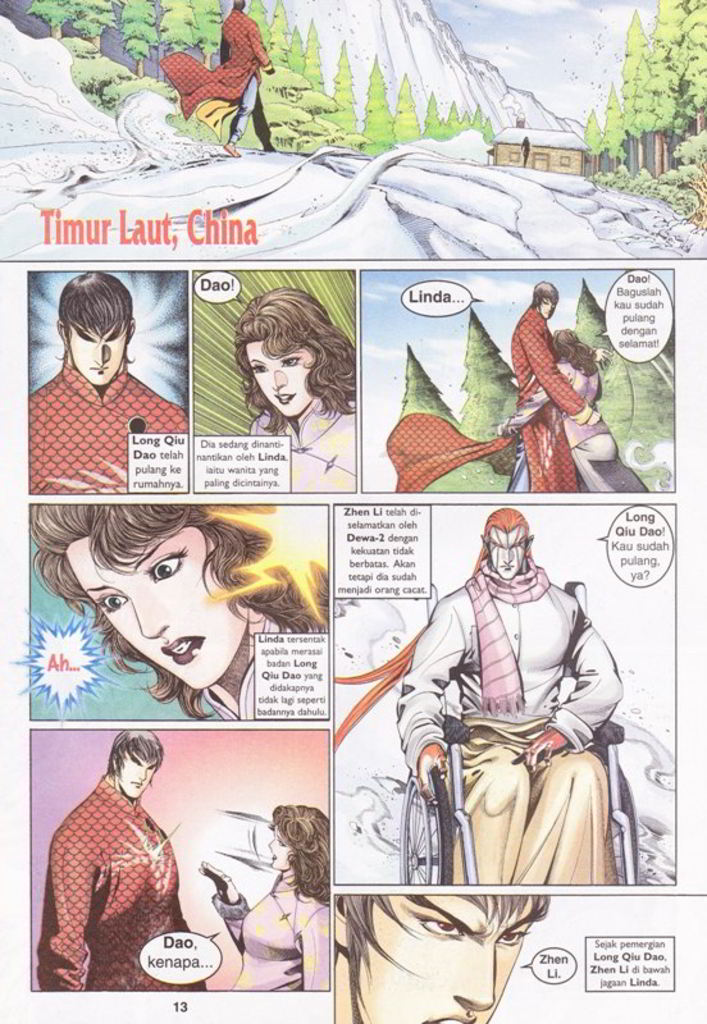 Timur Laut, China
Long Qiu
Dao telah
pulang ke
rumahnya.
Dao!
Dia sedang dinanti-
nantikan oleh Linda,
iaitu wanita yang
paling dicintainya.
Linda...
Dao!
Baguslah
kau sudah
pulang
dengan
selamat!
Ah...
Linda tersentak
apabila merasa
badan Long
Qiu Dao yang
didakapnya
tidak lagi seperti
badannya dahulu.
Zhen Li telah di-
selamatkan oleh
Dewa-2 dengan
kekuatan tidak
berbatas. Akan
tetapi dia sudah
menjadi orang cacat.
Long
Qiu Dao!
Kau sudah
pulang,
ya?
Dao,
kenapa...
Zhen
Li.
Sejak pemergian
Long Qiu Dao,
Zhen Li di bawah
jagaan Linda.
13